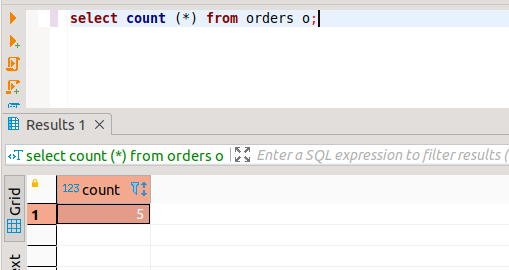 select count (*) from orders o;
Results 1
select count (*) from orders o
Enter a SQL expression to filter results (
Grid
123 count
1
5